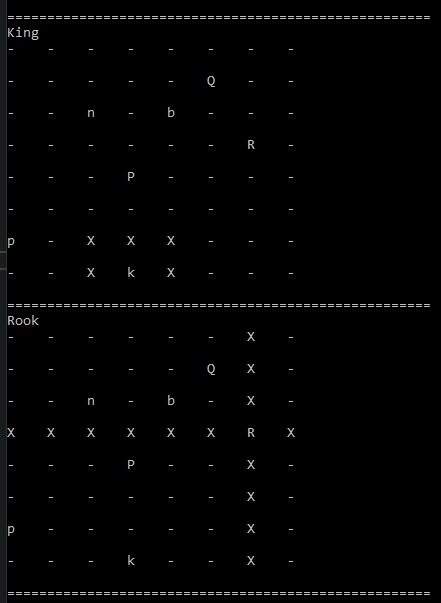 =====================================================
King
- - - - - - - -
- - - - - Q - -
- - n - b - - -
- - - - - - R -
- - - P - - - -
- - - - - - - -
p - X X X - - -
- - X k X - - -
=====================================================
Rook
- - - - - - X -
- - - - - Q X -
- - n - b - X -
X X X X X X R X
- - - P - - X -
- - - - - - X -
p - - - - - X -
- - - k - - X -
=====================================================